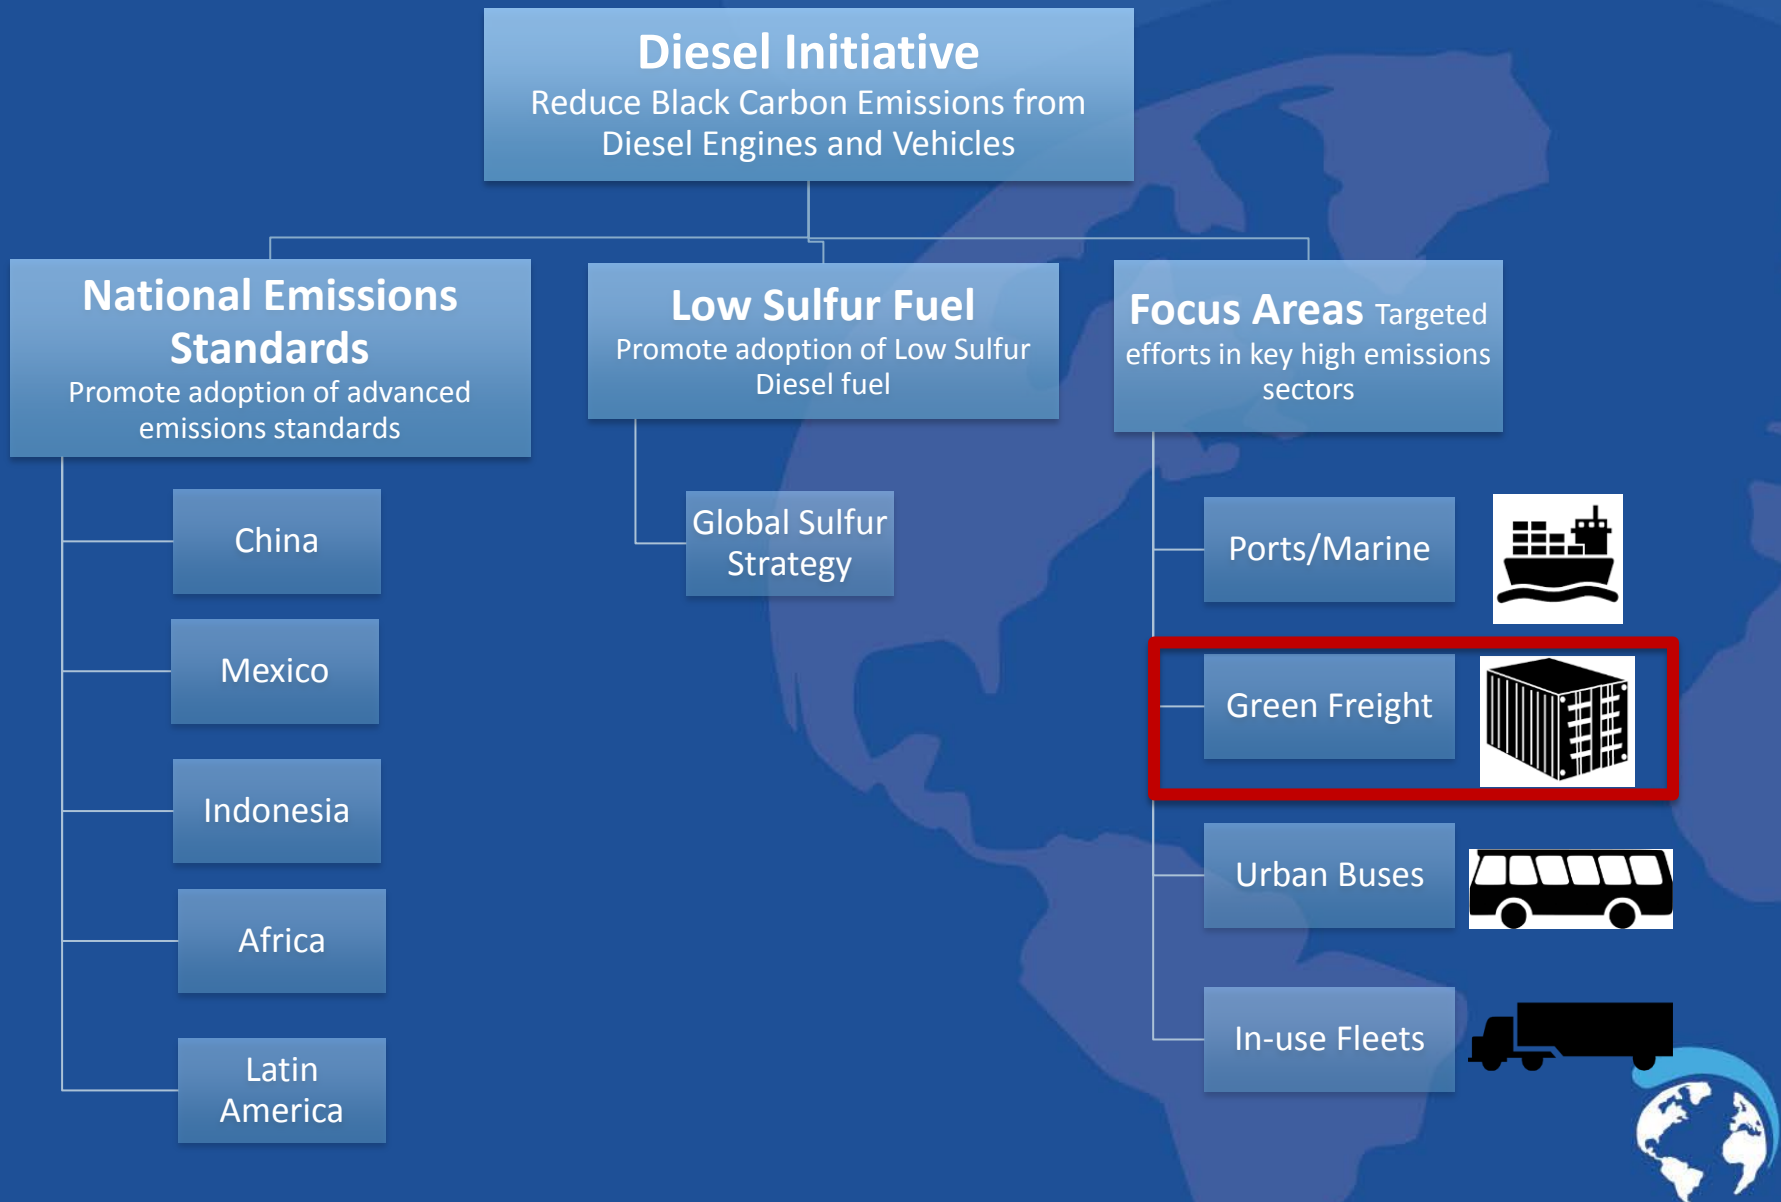 Diesel Initiative
Reduce Black Carbon Emissions from
Diesel Engines and Vehicles
National Emissions
Standards
Promote adoption of advanced
emissions standards
China
Mexico
Indonesia
Africa
Latin
America
Low Sulfur Fuel
Promote adoption of Low Sulfur
Diesel fuel
Global Sulfur
Strategy
Focus Areas Targeted
efforts in key high emissions
sectors
Ports/Marine
Green Freight
Urban Buses
In-use Fleets